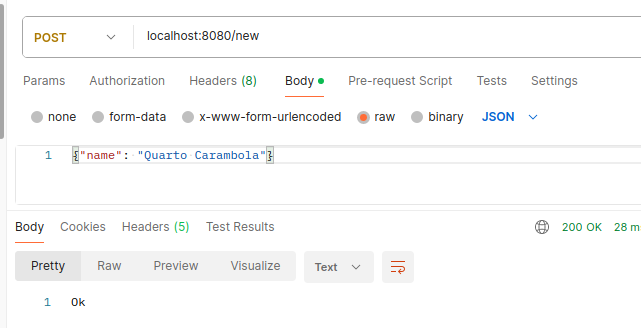 POST localhost:8080/new
Params Authorization Headers (8) Body Pre-request Script Tests Settings
none form-data x-www-form-urlencoded raw binary JSON
1 {"name": "Quarto Carambola"}
Body Cookies Headers (5) Test Results 200 OK 28 m
Pretty Raw Preview Visualize Text
1 Ok